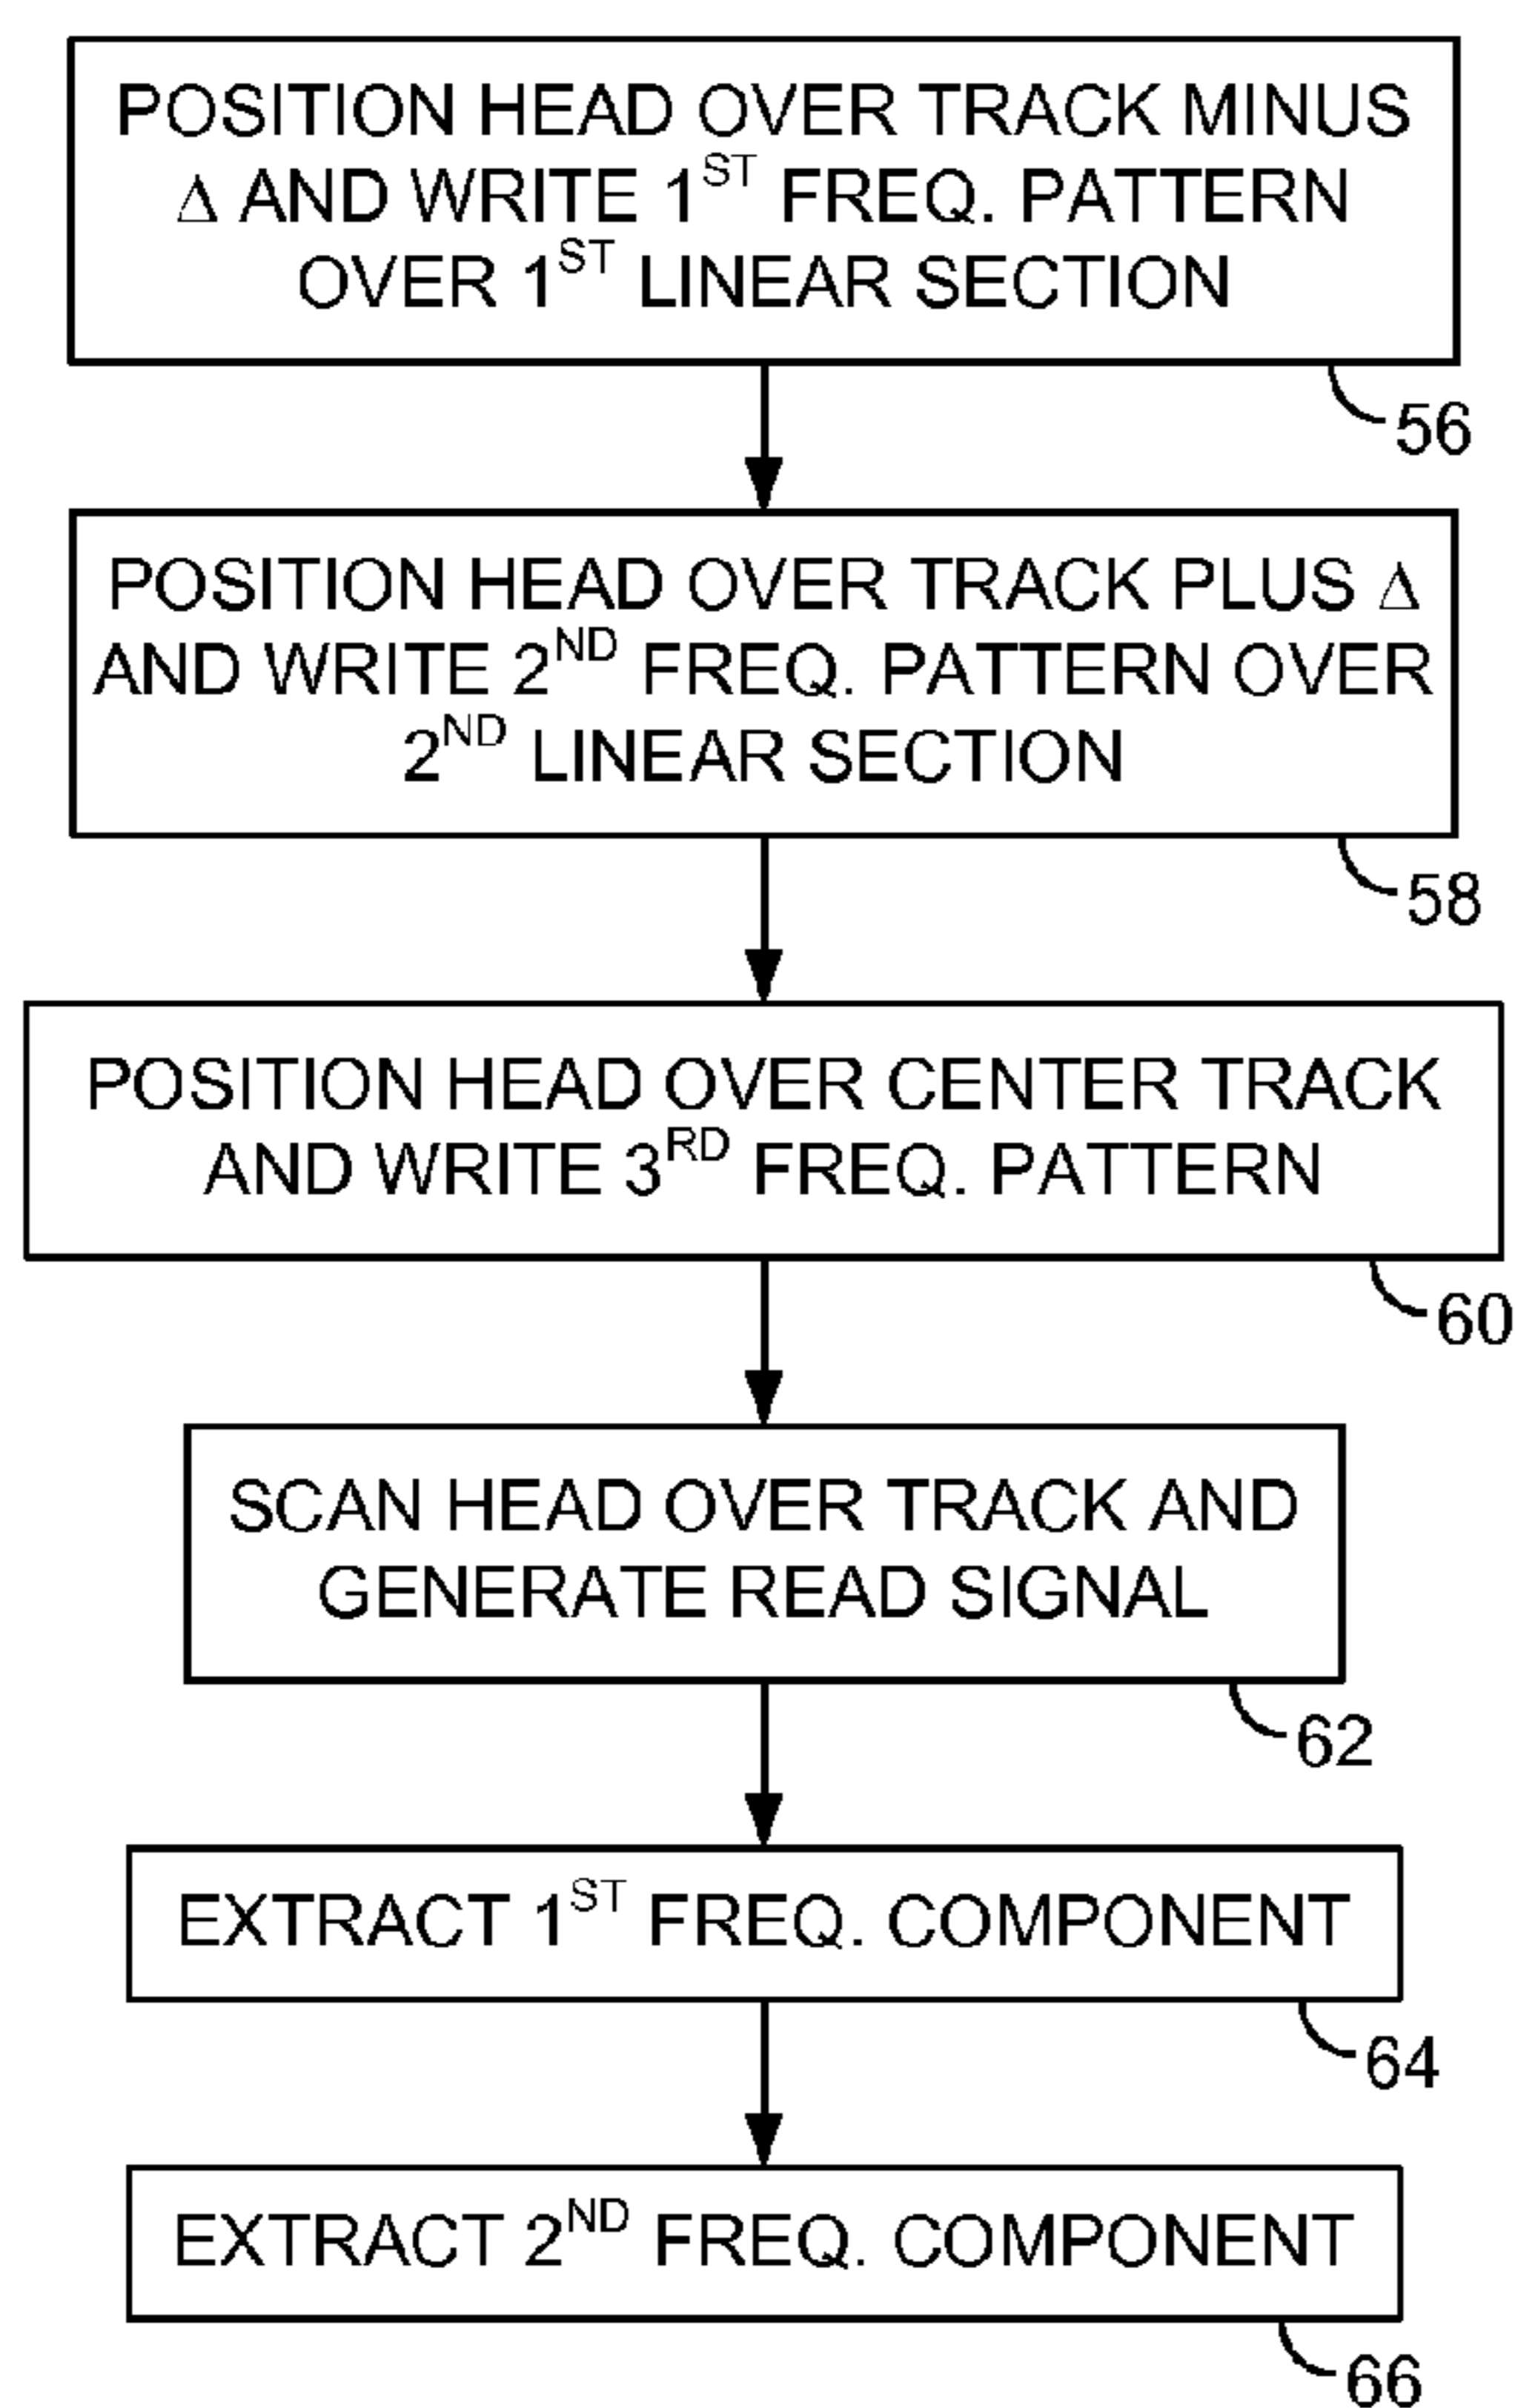 POSITION HEAD OVER TRACK MINUS
Δ AND WRITE 1ST FREQ. PATTERN
OVER 1ST LINEAR SECTION
56
POSITION HEAD OVER TRACK PLUS Δ
AND WRITE 2ND FREQ. PATTERN OVER
2ND LINEAR SECTION
58
POSITION HEAD OVER CENTER TRACK
AND WRITE 3RD FREQ. PATTERN
60
SCAN HEAD OVER TRACK AND
GENERATE READ SIGNAL
62
EXTRACT 1ST FREQ. COMPONENT
64
EXTRACT 2ND FREQ. COMPONENT
66